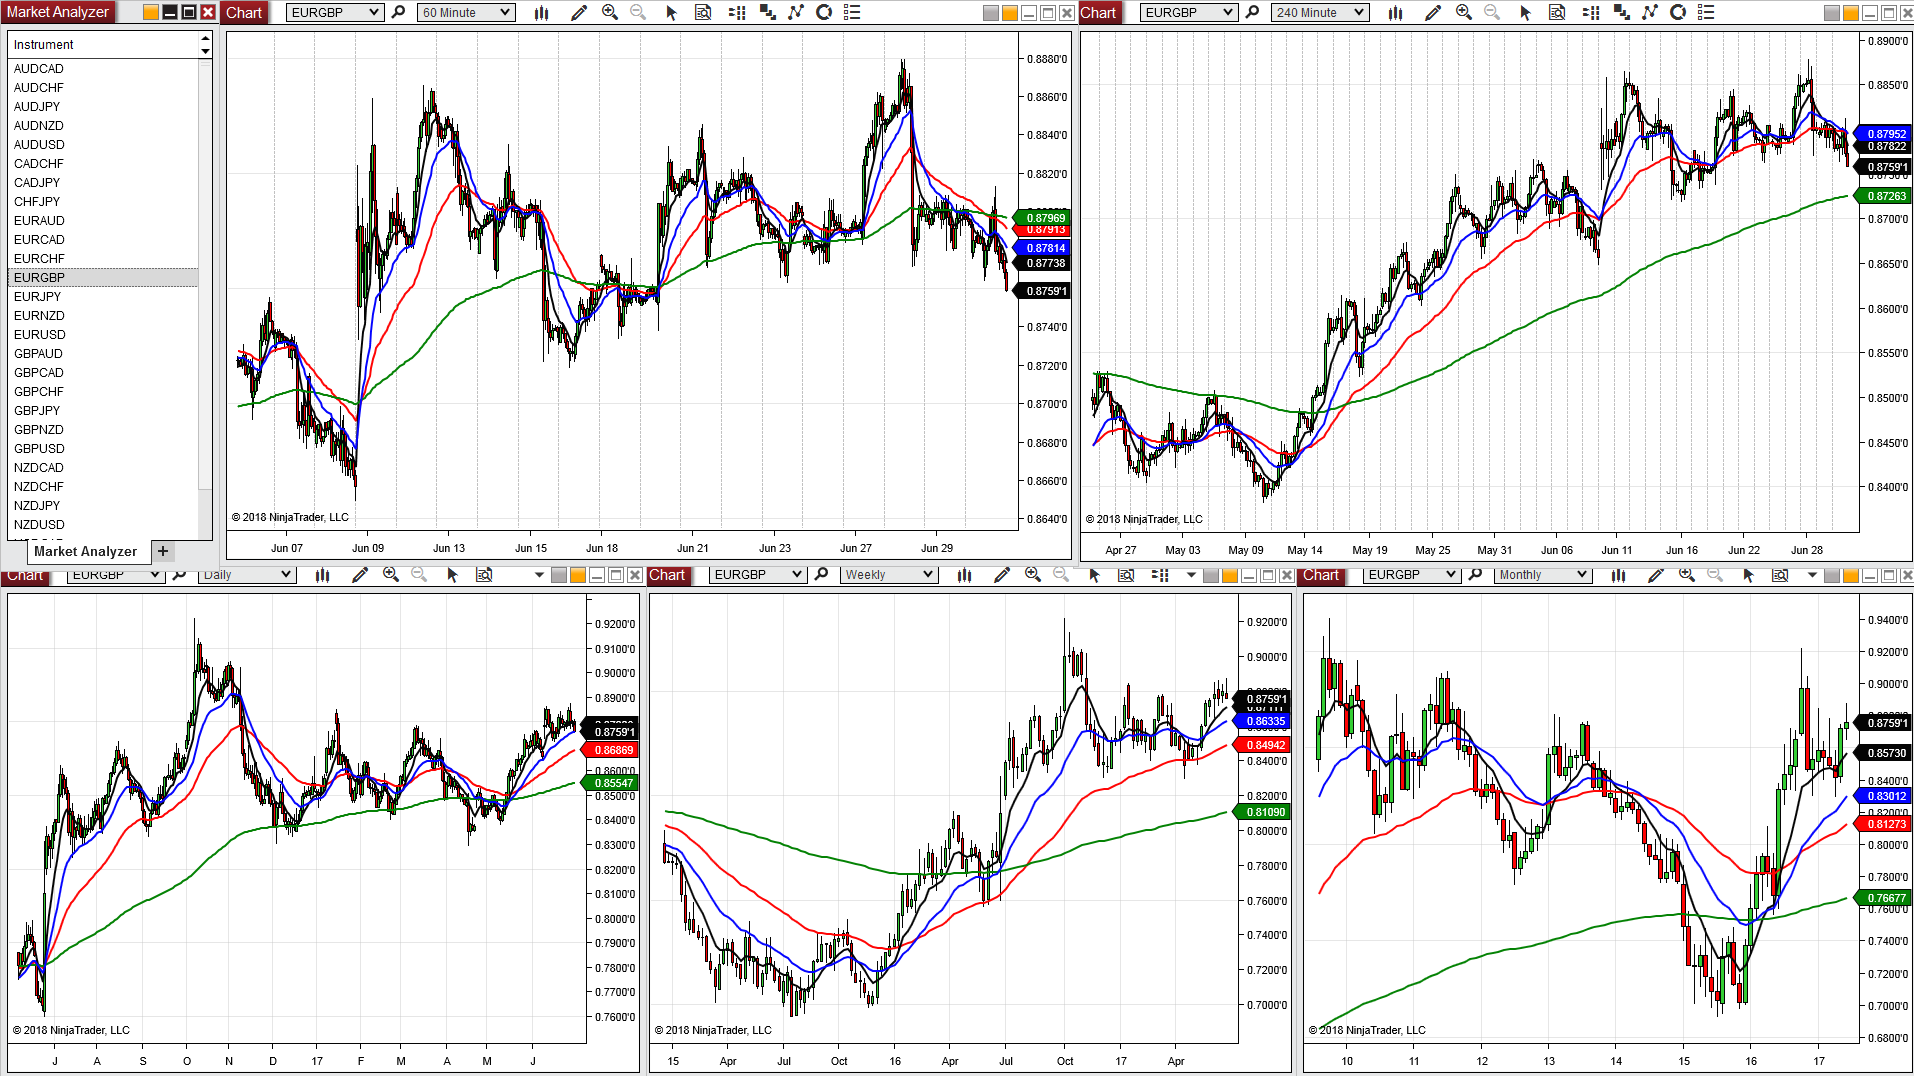 Market Analyzer
Instrument
AUDCAD
AUDCHF
AUDJPY
AUDNZD
AUDUSD
CADCHF
CADJPY
CHFJPY
EURAUD
EURCAD
EURCHF
EURGBP
EURJPY
EURNZD
EURUSD
GBPAUD
GBPCAD
GBPCHF
GBPJPY
GBPNZD
GBPUSD
NZDCAD
NZDCHF
NZDJPY
NZDUSD
Market Analyzer +
Chart EURGBP 60 Minute
0.8880'0
0.8860'0
0.8840'0
0.8820'0
0.87969
0.87913
0.87814
0.87738
0.8759'1
0.8740'0
0.8720'0
0.8700'0
0.8680'0
0.8660'0
0.8640'0
© 2018 NinjaTrader, LLC
Jun 07 Jun 09 Jun 13 Jun 15 Jun 18 Jun 21 Jun 23 Jun 27 Jun 29
Chart EURGBP 240 Minute
0.8900'0
0.8850'0
0.87952
0.87822
0.8759'1
0.87263
0.8700'0
0.8650'0
0.8600'0
0.8550'0
0.8500'0
0.8450'0
0.8400'0
© 2018 NinjaTrader, LLC
Apr 27 May 03 May 09 May 14 May 19 May 25 May 31 Jun 06 Jun 11 Jun 16 Jun 22 Jun 28
Chart EURGBP Daily
0.9200'0
0.9100'0
0.9000'0
0.8900'0
0.8759'1
0.86869
0.8600'0
0.85547
0.8500'0
0.8400'0
0.8300'0
0.8200'0
0.8100'0
0.8000'0
0.7900'0
0.7800'0
0.7700'0
0.7600'0
© 2018 NinjaTrader, LLC
J A S O N D 17 F M A M J
Chart EURGBP Weekly
0.9200'0
0.9000'0
0.8759'1
0.86335
0.84942
0.8400'0
0.8200'0
0.81090
0.8000'0
0.7800'0
0.7600'0
0.7400'0
0.7200'0
0.7000'0
© 2018 NinjaTrader, LLC
15 Apr Jul Oct 16 Apr Jul Oct 17 Apr
Chart EURGBP Monthly
0.9400'0
0.9200'0
0.9000'0
0.8759'1
0.85730
0.8400'0
0.83012
0.81273
0.8000'0
0.7800'0
0.76677
0.7600'0
0.7400'0
0.7200'0
0.7000'0
0.6800'0
© 2018 NinjaTrader, LLC
10 11 12 13 14 15 16 17